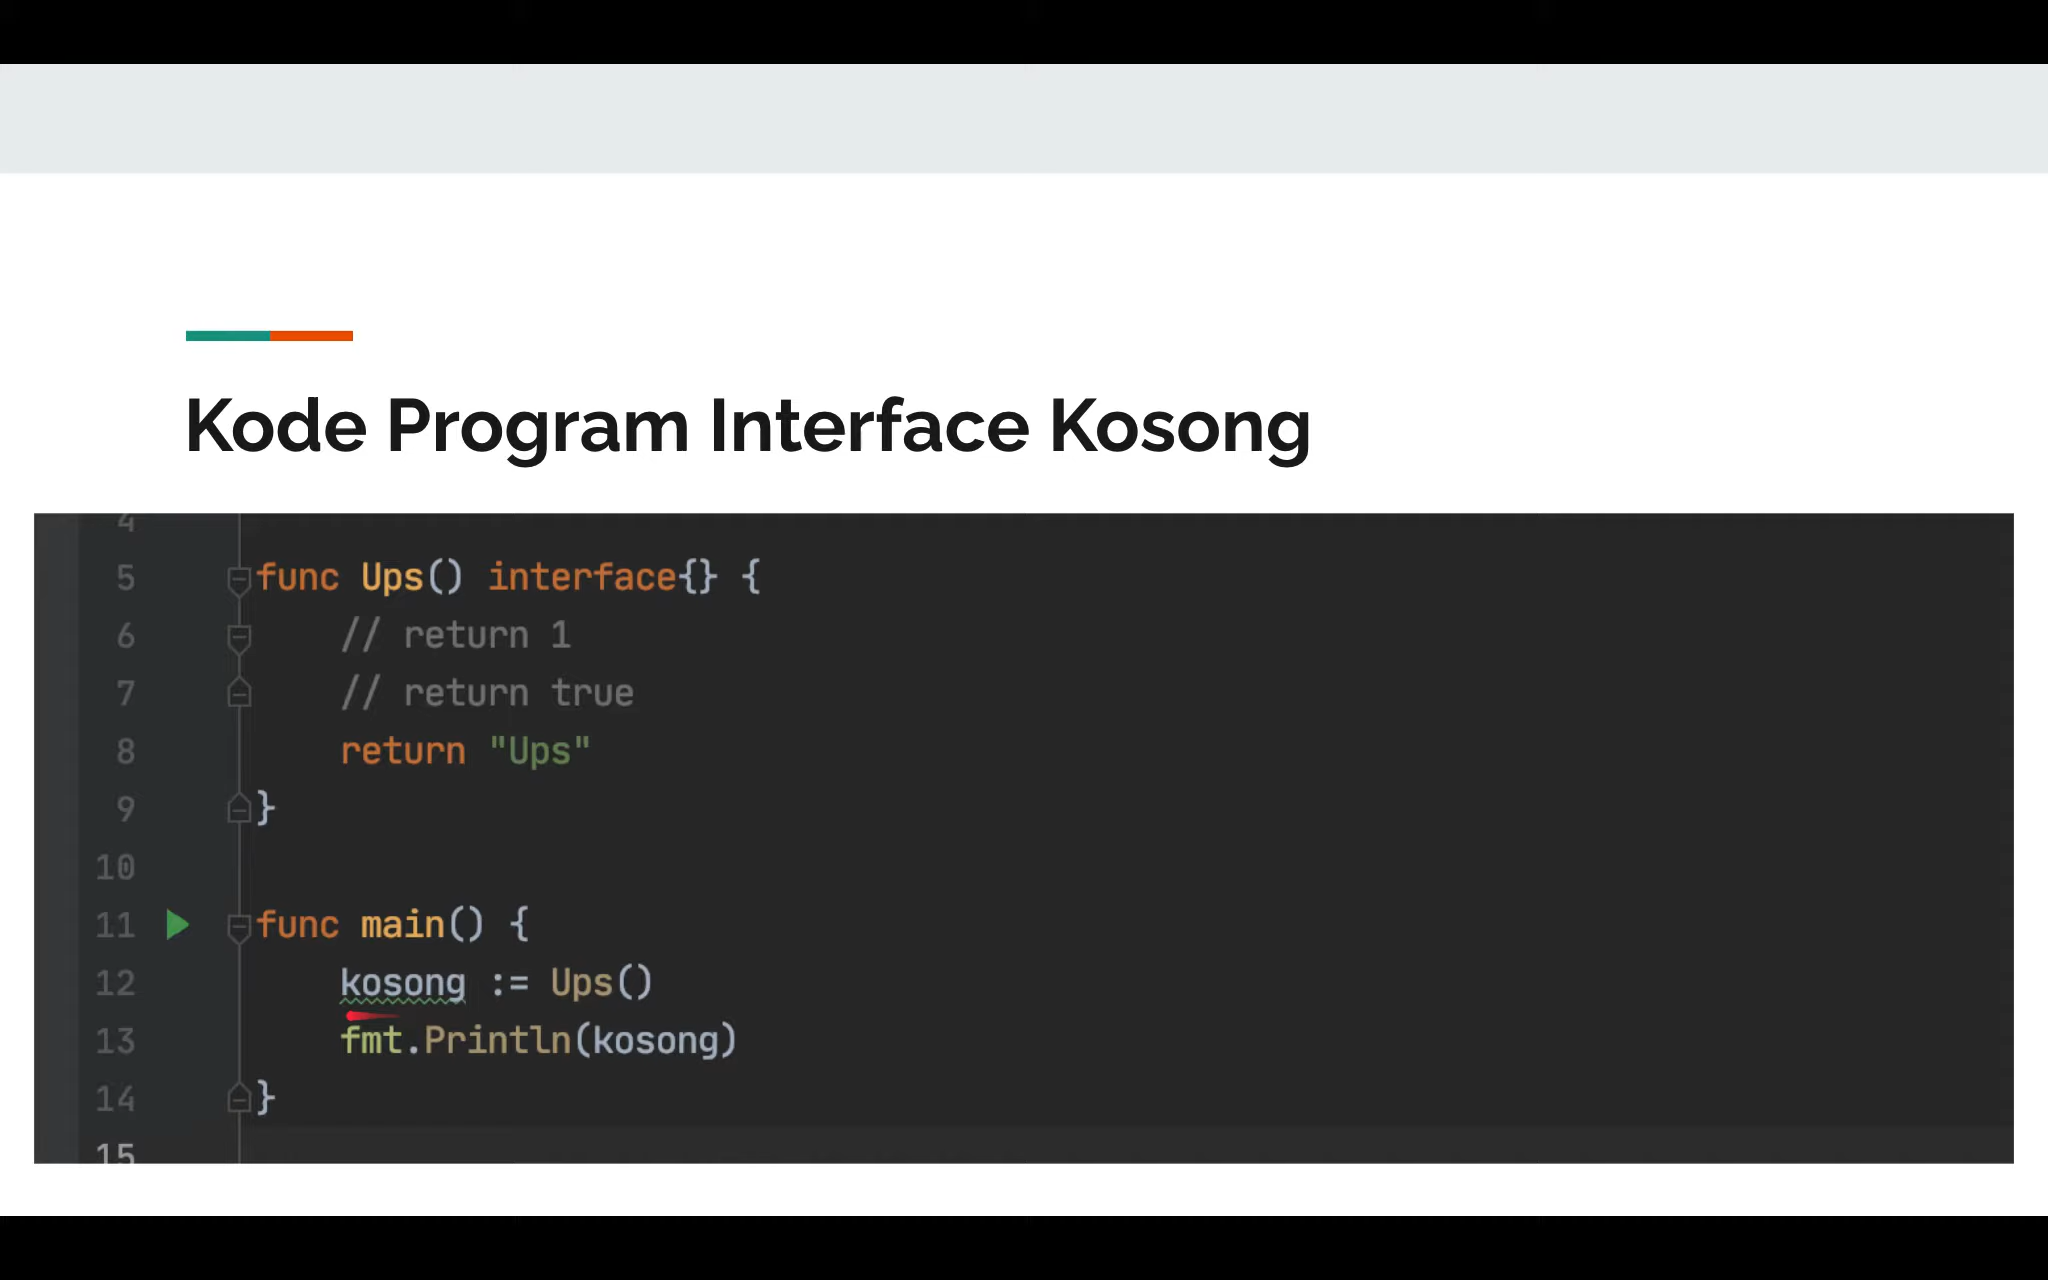 Kode Program Interface Kosong
4
5 func Ups() interface{} {
6 // return 1
7 // return true
8 return "Ups"
9 }
10
11 func main() {
12 kosong := Ups()
13 fmt.Println(kosong)
14 }
15